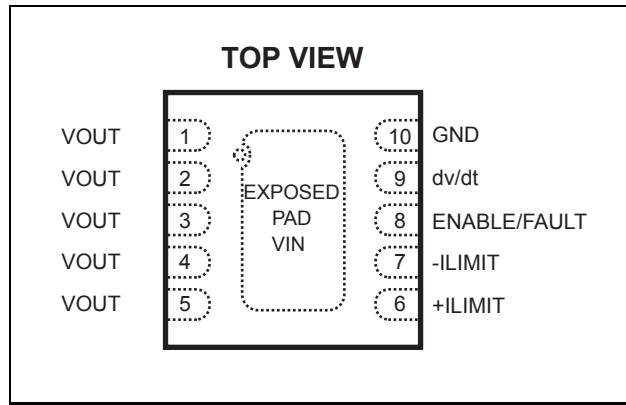 TOP VIEW
VOUT 1 10 GND
VOUT 2 9 dv/dt
EXPOSED
VOUT 3 PAD 8 ENABLE/FAULT
VIN
VOUT 4 7 -ILIMIT
VOUT 5 6 +ILIMIT